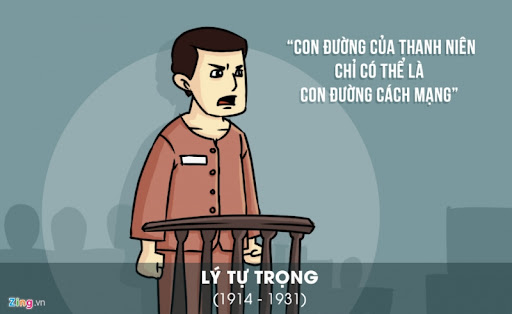 “CON ĐƯỜNG CỦA THANH NIÊN
CHỈ CÓ THỂ LÀ
CON ĐƯỜNG CÁCH MẠNG”
LÝ TỰ TRỌNG
(1914 - 1931)
Zing.vn